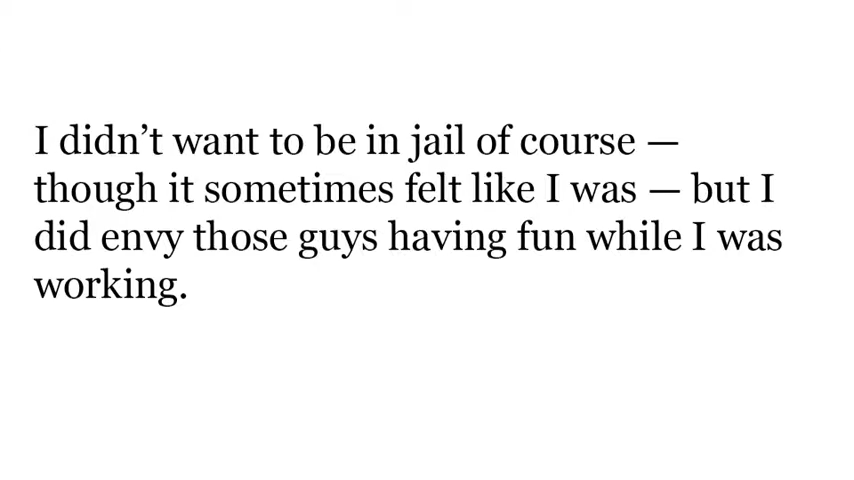 I didn’t want to be in jail of course —
though it sometimes felt like I was — but I
did envy those guys having fun while I was
working.